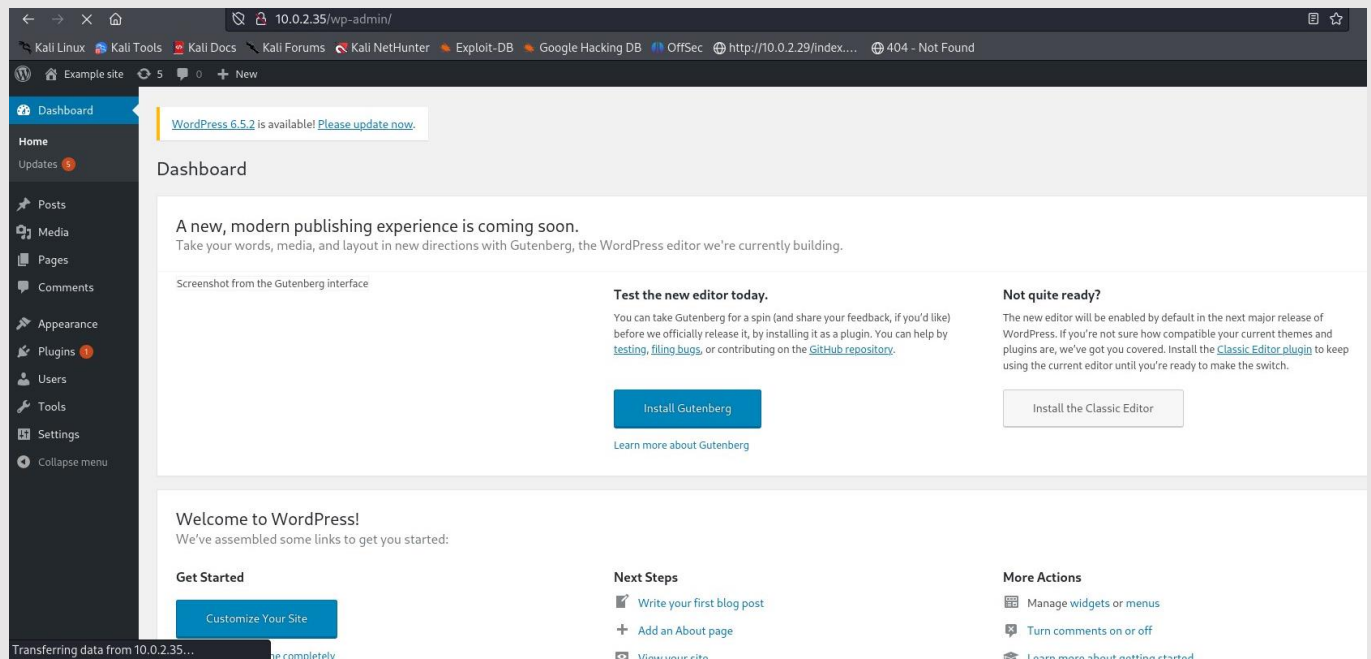 10.0.2.35/wp-admin/
Kali Linux Kali Tools Kali Docs Kali Forums Kali NetHunter Exploit-DB Google Hacking DB OffSec http://10.0.2.29/index.... 404 - Not Found
Example site 5 0 + New
Dashboard
Home
Updates 5
Posts
Media
Pages
Comments
Appearance
Plugins 1
Users
Tools
Settings
Collapse menu
WordPress 6.5.2 is available! Please update now.
Dashboard
A new, modern publishing experience is coming soon.
Take your words, media, and layout in new directions with Gutenberg, the WordPress editor we're currently building.
Screenshot from the Gutenberg interface
Test the new editor today.
You can take Gutenberg for a spin (and share your feedback, if you'd like)
before we officially release it, by installing it as a plugin. You can help by
testing, filing bugs, or contributing on the GitHub repository.
Install Gutenberg
Learn more about Gutenberg
Not quite ready?
The new editor will be enabled by default in the next major release of
WordPress. If you're not sure how compatible your current themes and
plugins are, we've got you covered. Install the Classic Editor plugin to keep
using the current editor until you're ready to make the switch.
Install the Classic Editor
Welcome to WordPress!
We've assembled some links to get you started:
Get Started
Customize Your Site
completely
Next Steps
Write your first blog post
+ Add an About page
View your site
More Actions
Manage widgets or menus
Turn comments on or off
Learn more about getting started
Transferring data from 10.0.2.35...